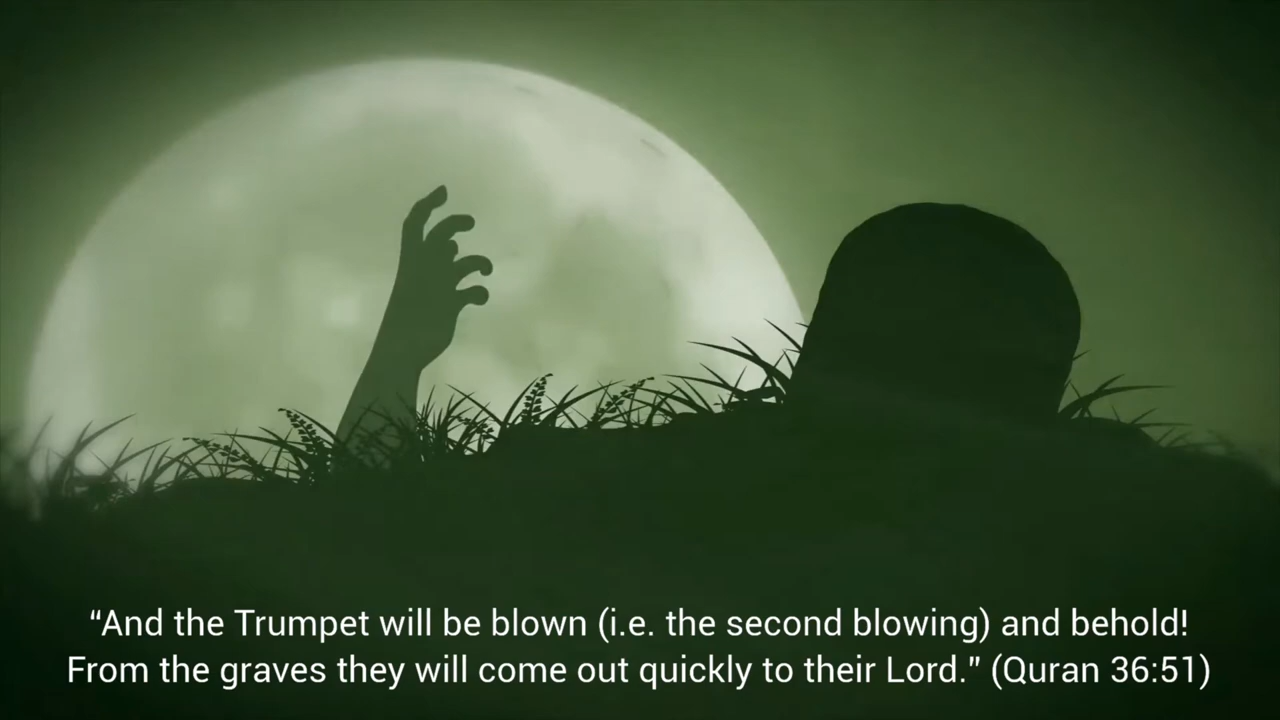 “And the Trumpet will be blown (i.e. the second blowing) and behold!
From the graves they will come out quickly to their Lord.” (Quran 36:51)